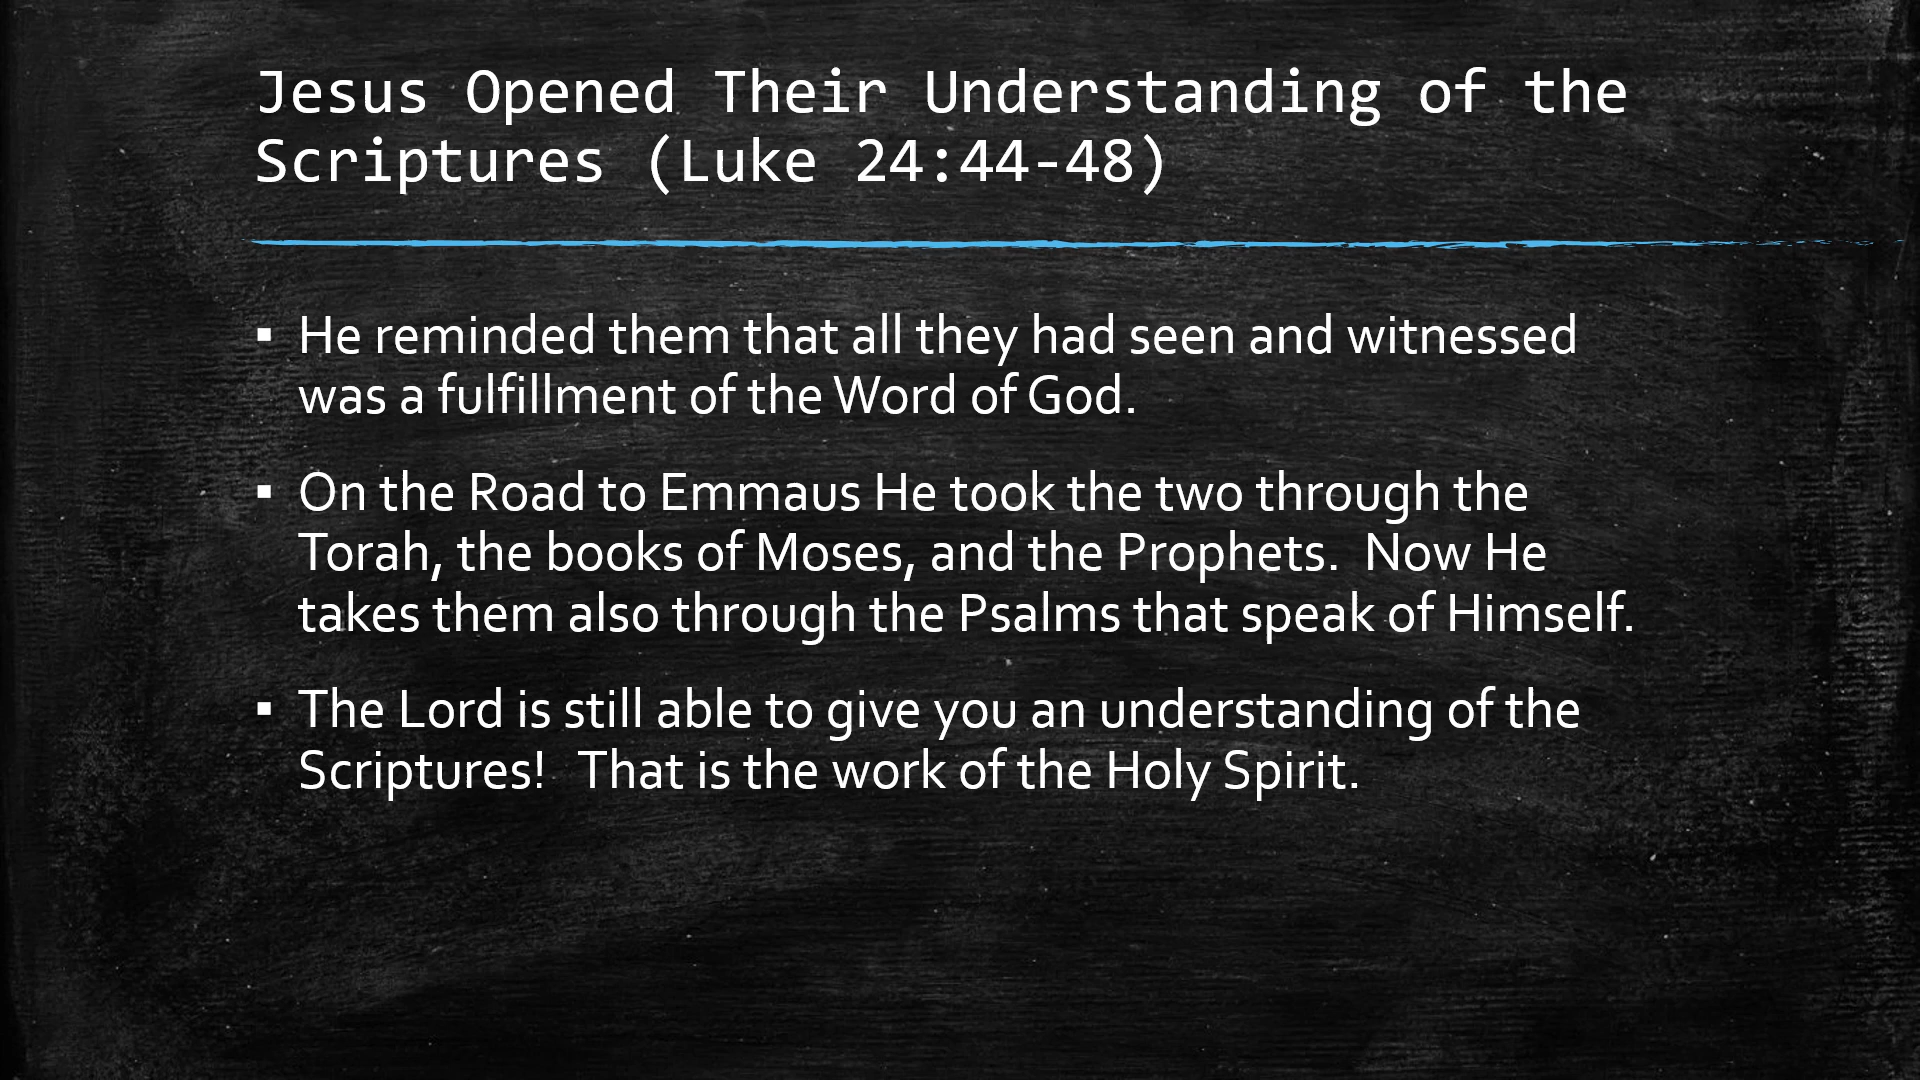 Jesus Opened Their Understanding of the
Scriptures (Luke 24:44-48)
▪ He reminded them that all they had seen and witnessed
was a fulfillment of the Word of God.
▪ On the Road to Emmaus He took the two through the
Torah, the books of Moses, and the Prophets.  Now He
takes them also through the Psalms that speak of Himself.
▪ The Lord is still able to give you an understanding of the
Scriptures!  That is the work of the Holy Spirit.